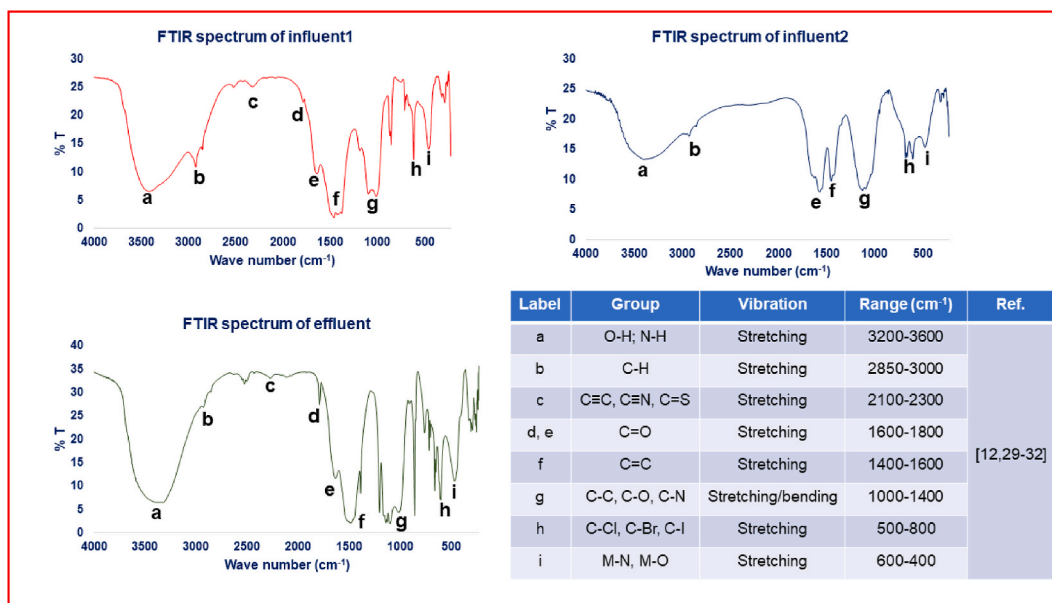 FTIR spectrum of influent1
30
25
20
15
10
5
0
% T
a
b
c
d
e
f
g
h
i
4000 3500 3000 2500 2000 1500 1000 500
Wave number (cm⁻¹)
FTIR spectrum of influent2
30
25
20
15
10
5
0
% T
a
b
e
f
g
h
i
4000 3500 3000 2500 2000 1500 1000 500
Wave number (cm⁻¹)
FTIR spectrum of effluent
40
35
30
25
20
15
10
5
0
% T
a
b
c
d
e
f
g
h
i
4000 3500 3000 2500 2000 1500 1000 500
Wave number (cm⁻¹)
Label Group Vibration Range (cm⁻¹) Ref.
a O-H; N-H Stretching 3200-3600
b C-H Stretching 2850-3000
c C≡C, C≡N, C=S Stretching 2100-2300
d, e C=O Stretching 1600-1800
f C=C Stretching 1400-1600
g C-C, C-O, C-N Stretching/bending 1000-1400
h C-Cl, C-Br, C-I Stretching 500-800
i M-N, M-O Stretching 600-400
[12,29-32]